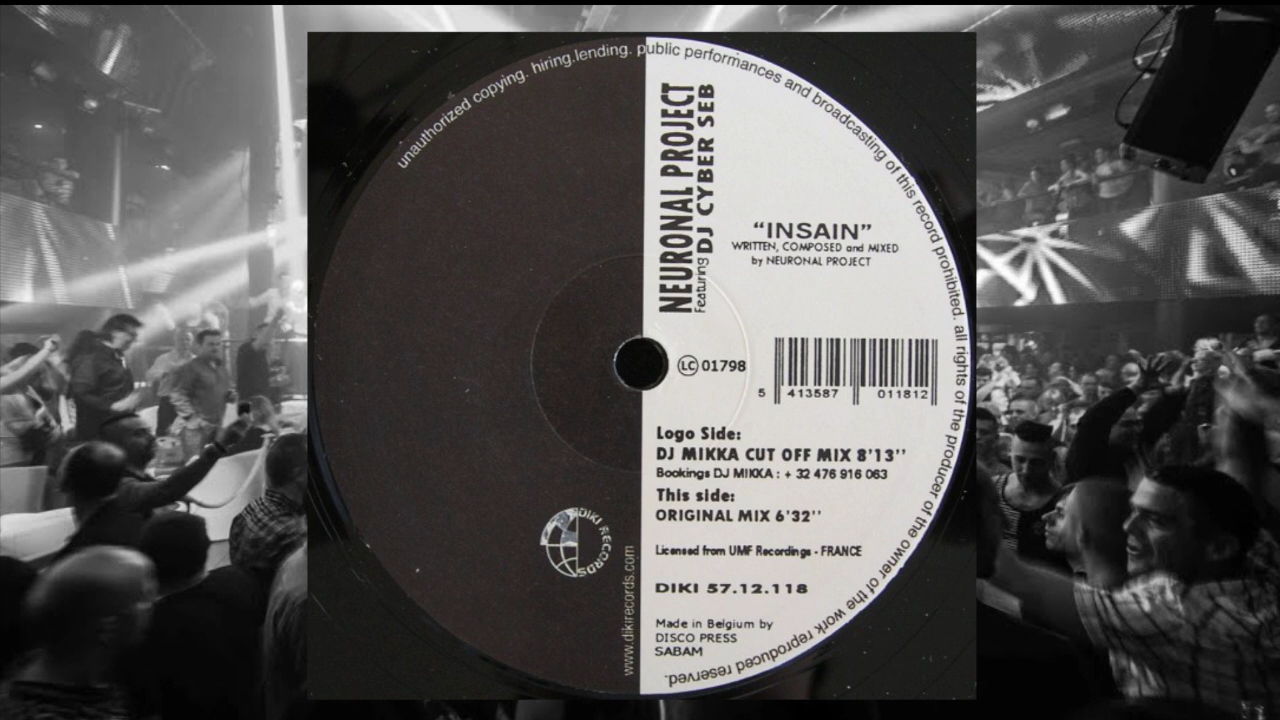 unauthorized copying. hiring.lending. public performances and broadcasting of this record prohibited. all rights of the producer of the owner of the work reproduced reserved.
NEURONAL PROJECT
Featuring DJ CYBER SEB
"INSAIN"
WRITTEN, COMPOSED and MIXED
by NEURONAL PROJECT
LC 01798
5 413587 011812
Logo Side:
DJ MIKKA CUT OFF MIX 8'13''
Bookings DJ MIKKA : + 32 476 916 063
This side:
ORIGINAL MIX 6'32''
Licensed from UMF Recordings - FRANCE
DIKI 57.12.118
Made in Belgium by
DISCO PRESS
SABAM
DIKI RECORDS
www.dikirecords.com